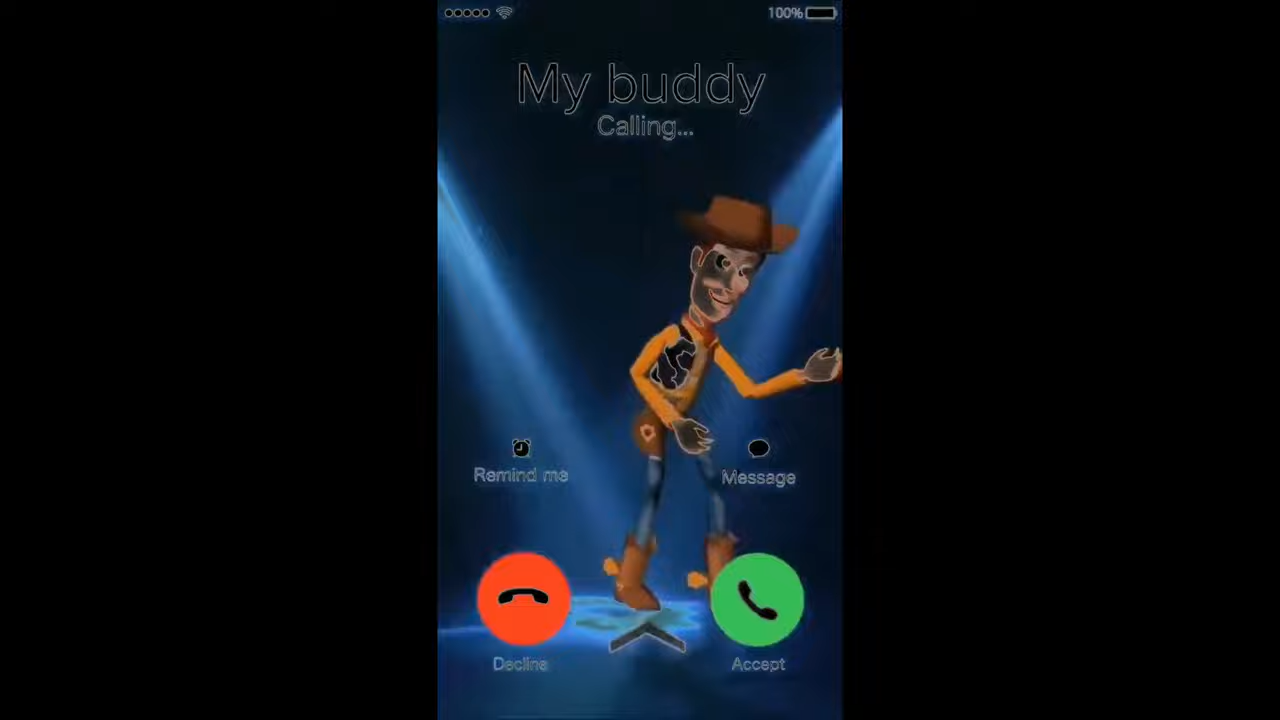 100%
My buddy
Calling...
Remind me
Message
Decline
Accept